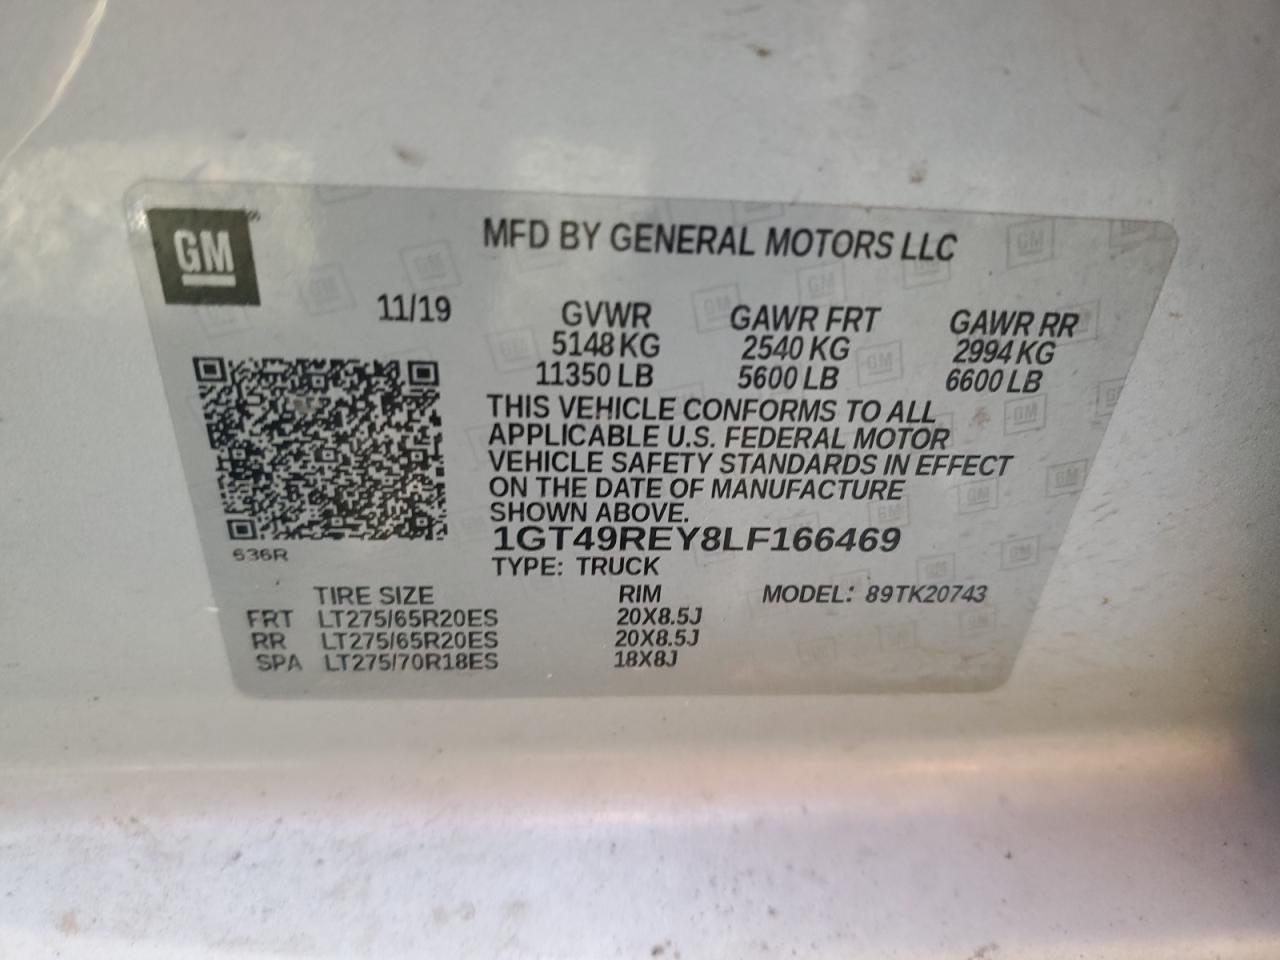 GM
MFD BY GENERAL MOTORS LLC
11/19 GVWR GAWR FRT GAWR RR
5148 KG 2540 KG 2994 KG
11350 LB 5600 LB 6600 LB
THIS VEHICLE CONFORMS TO ALL
APPLICABLE U.S. FEDERAL MOTOR
VEHICLE SAFETY STANDARDS IN EFFECT
ON THE DATE OF MANUFACTURE
SHOWN ABOVE.
1GT49REY8LF166469
636R
TYPE: TRUCK
TIRE SIZE RIM MODEL: 89TK20743
FRT LT275/65R20ES 20X8.5J
RR LT275/65R20ES 20X8.5J
SPA LT275/70R18ES 18X8J